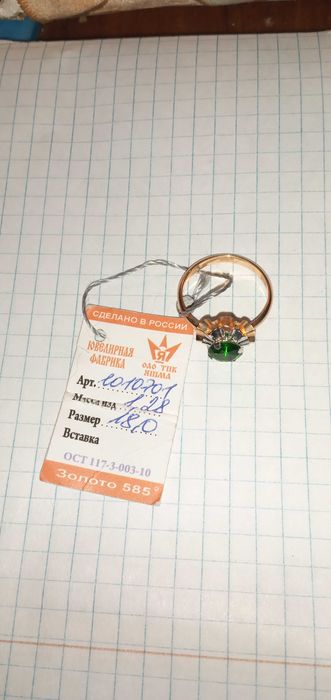 СДЕЛАНО В РОССИИ
ЮВЕЛИРНАЯ
ФАБРИКА
ОАО ТПК
ЯШМА
Арт. 1010701
Масса изд. 1,28
Размер 18,0
Вставка
ОСТ 117-3-003-10
Золото 585°